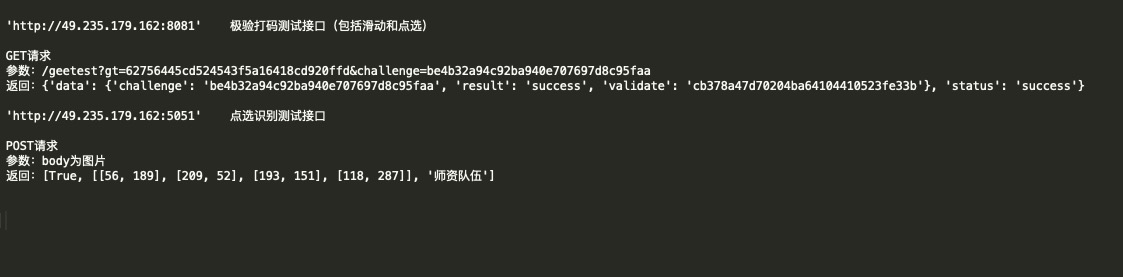 'http://49.235.179.162:8081'    极验打码测试接口（包括滑动和点选）
GET请求
参数：/geetest?gt=62756445cd524543f5a16418cd920ffd&challenge=be4b32a94c92ba940e707697d8c95faa
返回：{'data': {'challenge': 'be4b32a94c92ba940e707697d8c95faa', 'result': 'success', 'validate': 'cb378a47d70204ba64104410523fe33b'}, 'status': 'success'}
'http://49.235.179.162:5051'    点选识别测试接口
POST请求
参数：body为图片
返回：[True, [[56, 189], [209, 52], [193, 151], [118, 287]], '师资队伍']